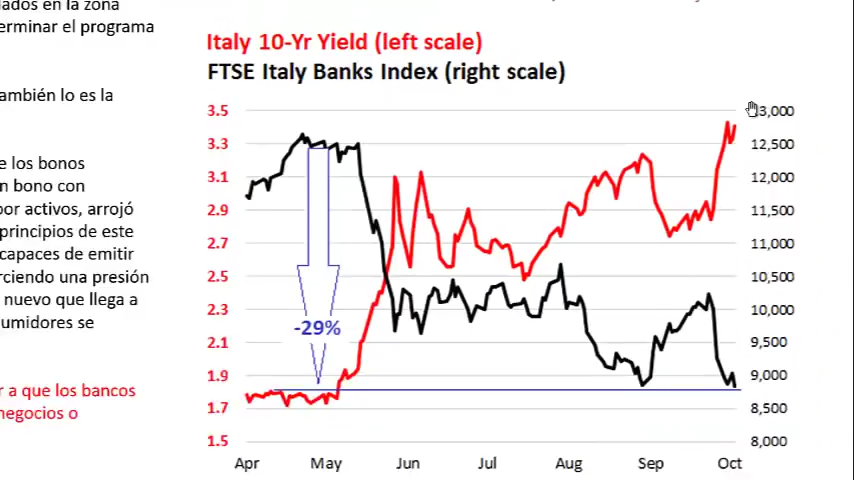 ados en la zona
erminar el programa
ambién lo es la
e los bonos
n bono con
por activos, arrojó
principios de este
capaces de emitir
rciendo una presión
nuevo que llega a
sumidores se
r a que los bancos
negocios o
Italy 10-Yr Yield (left scale)
FTSE Italy Banks Index (right scale)
3.5
3.3
3.1
2.9
2.7
2.5
2.3
2.1
1.9
1.7
1.5
13,000
12,500
12,000
11,500
11,000
10,500
10,000
9,500
9,000
8,500
8,000
-29%
Apr May Jun Jul Aug Sep Oct